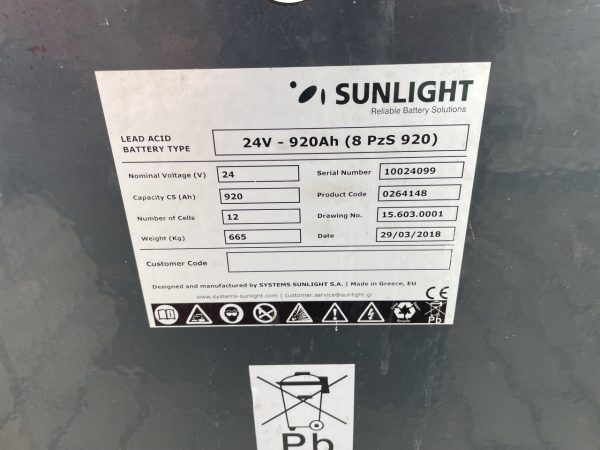 SUNLIGHT
Reliable Battery Solutions
LEAD ACID
BATTERY TYPE
24V - 920Ah (8 PzS 920)
Nominal Voltage (V) 24 Serial Number 10024099
Capacity C5 (Ah) 920 Product Code 0264148
Number of Cells 12 Drawing No. 15.603.0001
Weight (Kg) 665 Date 29/03/2018
Customer Code
Designed and manufactured by SYSTEMS SUNLIGHT S.A. | Made in Greece, EU
www.systems-sunlight.com | customer.service@sunlight.gr
CE
Recycle
Pb
Pb